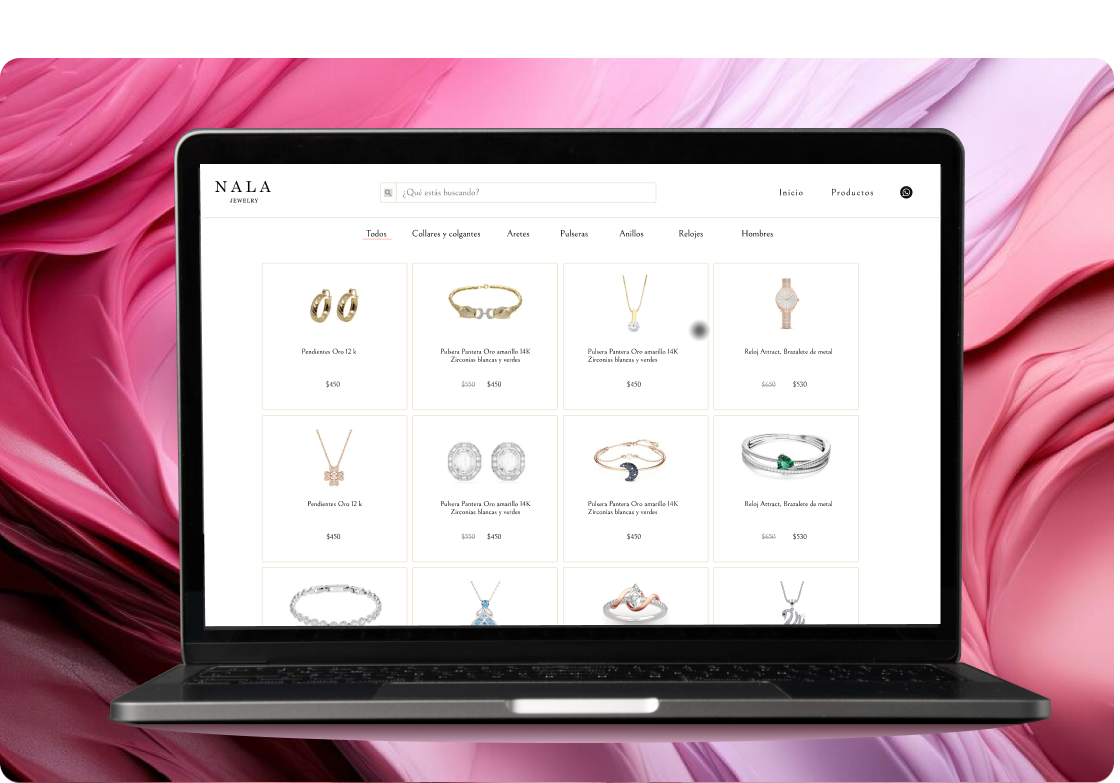 NALA
JEWELRY
¿Qué estás buscando?
Inicio
Productos
Todos
Collares y colgantes
Aretes
Pulseras
Anillos
Relojes
Hombres
Pendientes Oro 12 k
$450
Pulsera Pantera Oro amarillo 14K
Zirconias blancas y verdes
$550 $450
Pulsera Pantera Oro amarillo 14K
Zirconias blancas y verdes
$450
Reloj Attract, Brazalete de metal
$650 $530
Pendientes Oro 12 k
$450
Pulsera Pantera Oro amarillo 14K
Zirconias blancas y verdes
$550 $450
Pulsera Pantera Oro amarillo 14K
Zirconias blancas y verdes
$450
Reloj Attract, Brazalete de metal
$650 $530